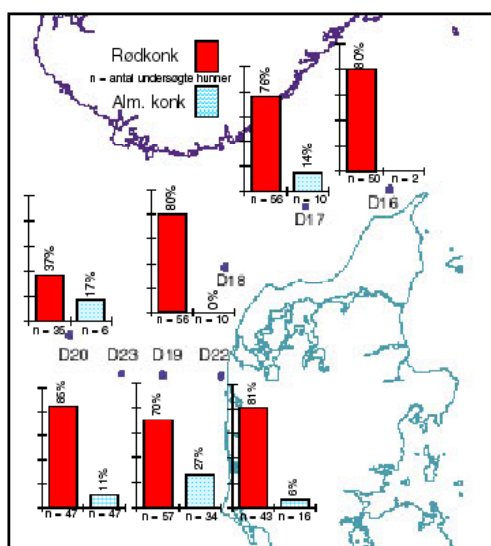 Rødkonk
n = antal undersøgte hunner
Alm. konk
76%
14%
n = 56 n = 10
D17
80%
n = 50 n = 2
D16
37%
17%
n = 35 n = 6
D20
80%
0%
n = 56 n = 10
D18
D23 D19 D22
11%
n = 47 n = 47
70%
27%
n = 57 n = 34
81%
6%
n = 43 n = 16